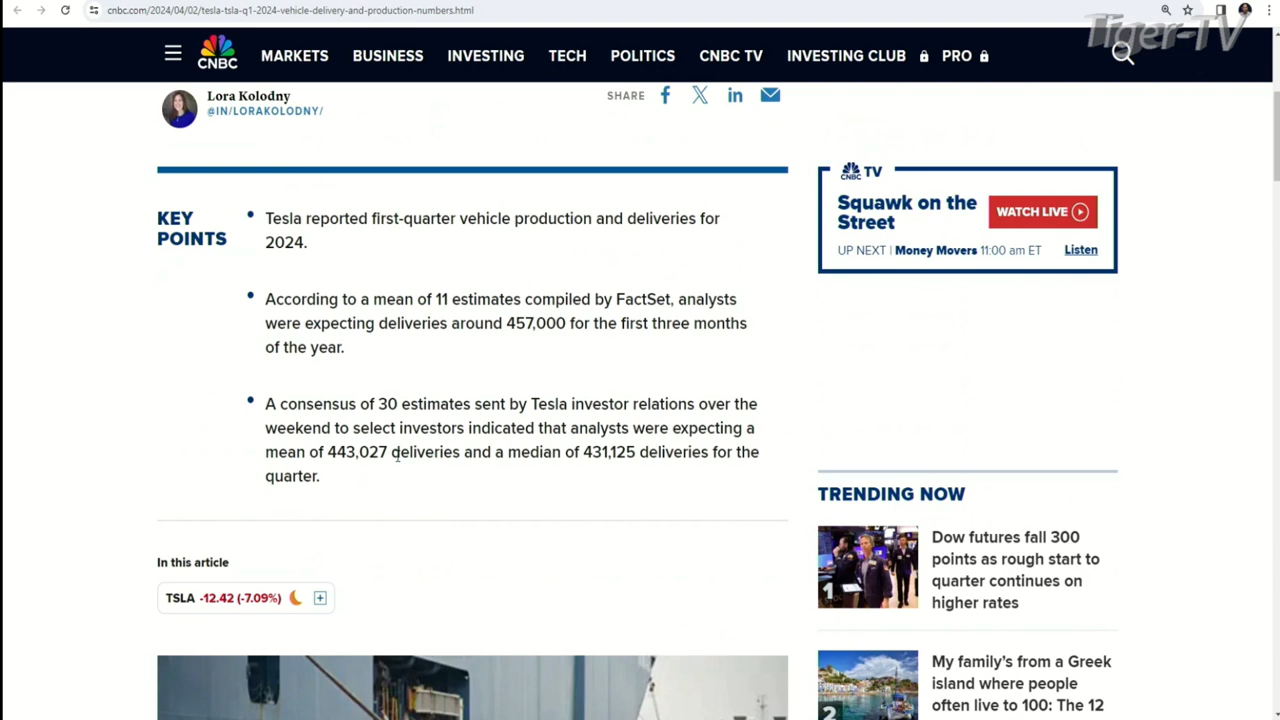 cnbc.com/2024/04/02/tesla-tsla-q1-2024-vehicle-delivery-and-production-numbers.html
Tiger-TV
CNBC
MARKETS BUSINESS INVESTING TECH POLITICS CNBC TV INVESTING CLUB PRO
Lora Kolodny
@IN/LORAKOLODNY/
SHARE
KEY
POINTS
Tesla reported first-quarter vehicle production and deliveries for
2024.
According to a mean of 11 estimates compiled by FactSet, analysts
were expecting deliveries around 457,000 for the first three months
of the year.
A consensus of 30 estimates sent by Tesla investor relations over the
weekend to select investors indicated that analysts were expecting a
mean of 443,027 deliveries and a median of 431,125 deliveries for the
quarter.
In this article
TSLA -12.42 (-7.09%)
CNBC TV
Squawk on the
Street
WATCH LIVE
UP NEXT | Money Movers 11:00 am ET Listen
TRENDING NOW
1
Dow futures fall 300
points as rough start to
quarter continues on
higher rates
2
My family's from a Greek
island where people
often live to 100: The 12